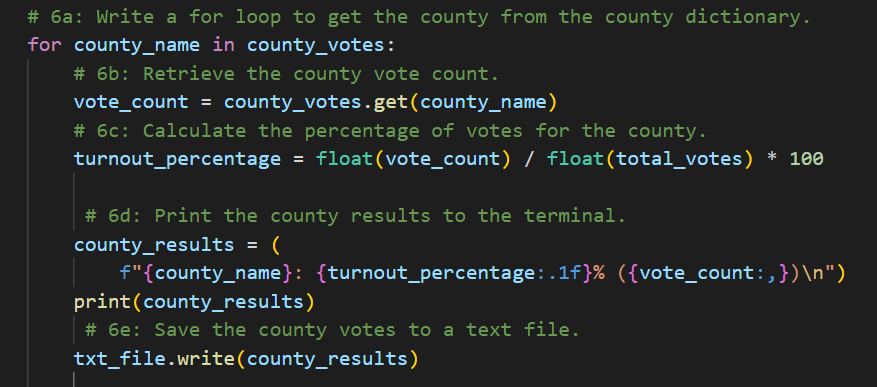 # 6a: Write a for loop to get the county from the county dictionary.
for county_name in county_votes:
    # 6b: Retrieve the county vote count.
    vote_count = county_votes.get(county_name)
    # 6c: Calculate the percentage of votes for the county.
    turnout_percentage = float(vote_count) / float(total_votes) * 100
     # 6d: Print the county results to the terminal.
    county_results = (
        f"{county_name}: {turnout_percentage:.1f}% ({vote_count:,})\n")
    print(county_results)
     # 6e: Save the county votes to a text file.
    txt_file.write(county_results)